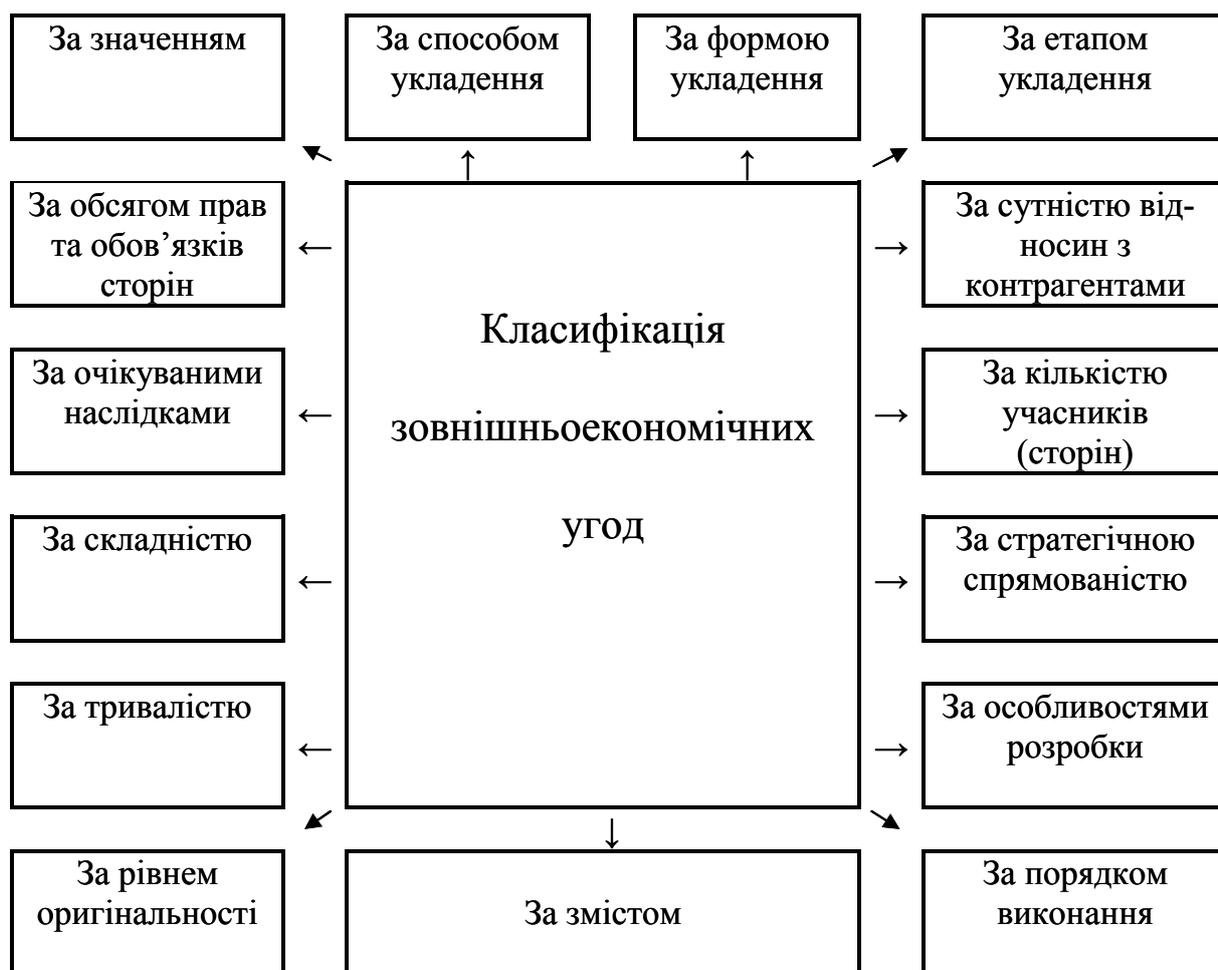 За значенням
За способом
укладення
За формою
укладення
За етапом
укладення
За обсягом прав
та обов’язків
сторін
За сутністю від-
носин з
контрагентами
Класифікація
зовнішньоекономічних
угод
За очікуваними
наслідками
За кількістю
учасників
(сторін)
За складністю
За стратегічною
спрямованістю
За тривалістю
За особливостями
розробки
За рівнем
оригінальності
За змістом
За порядком
виконання